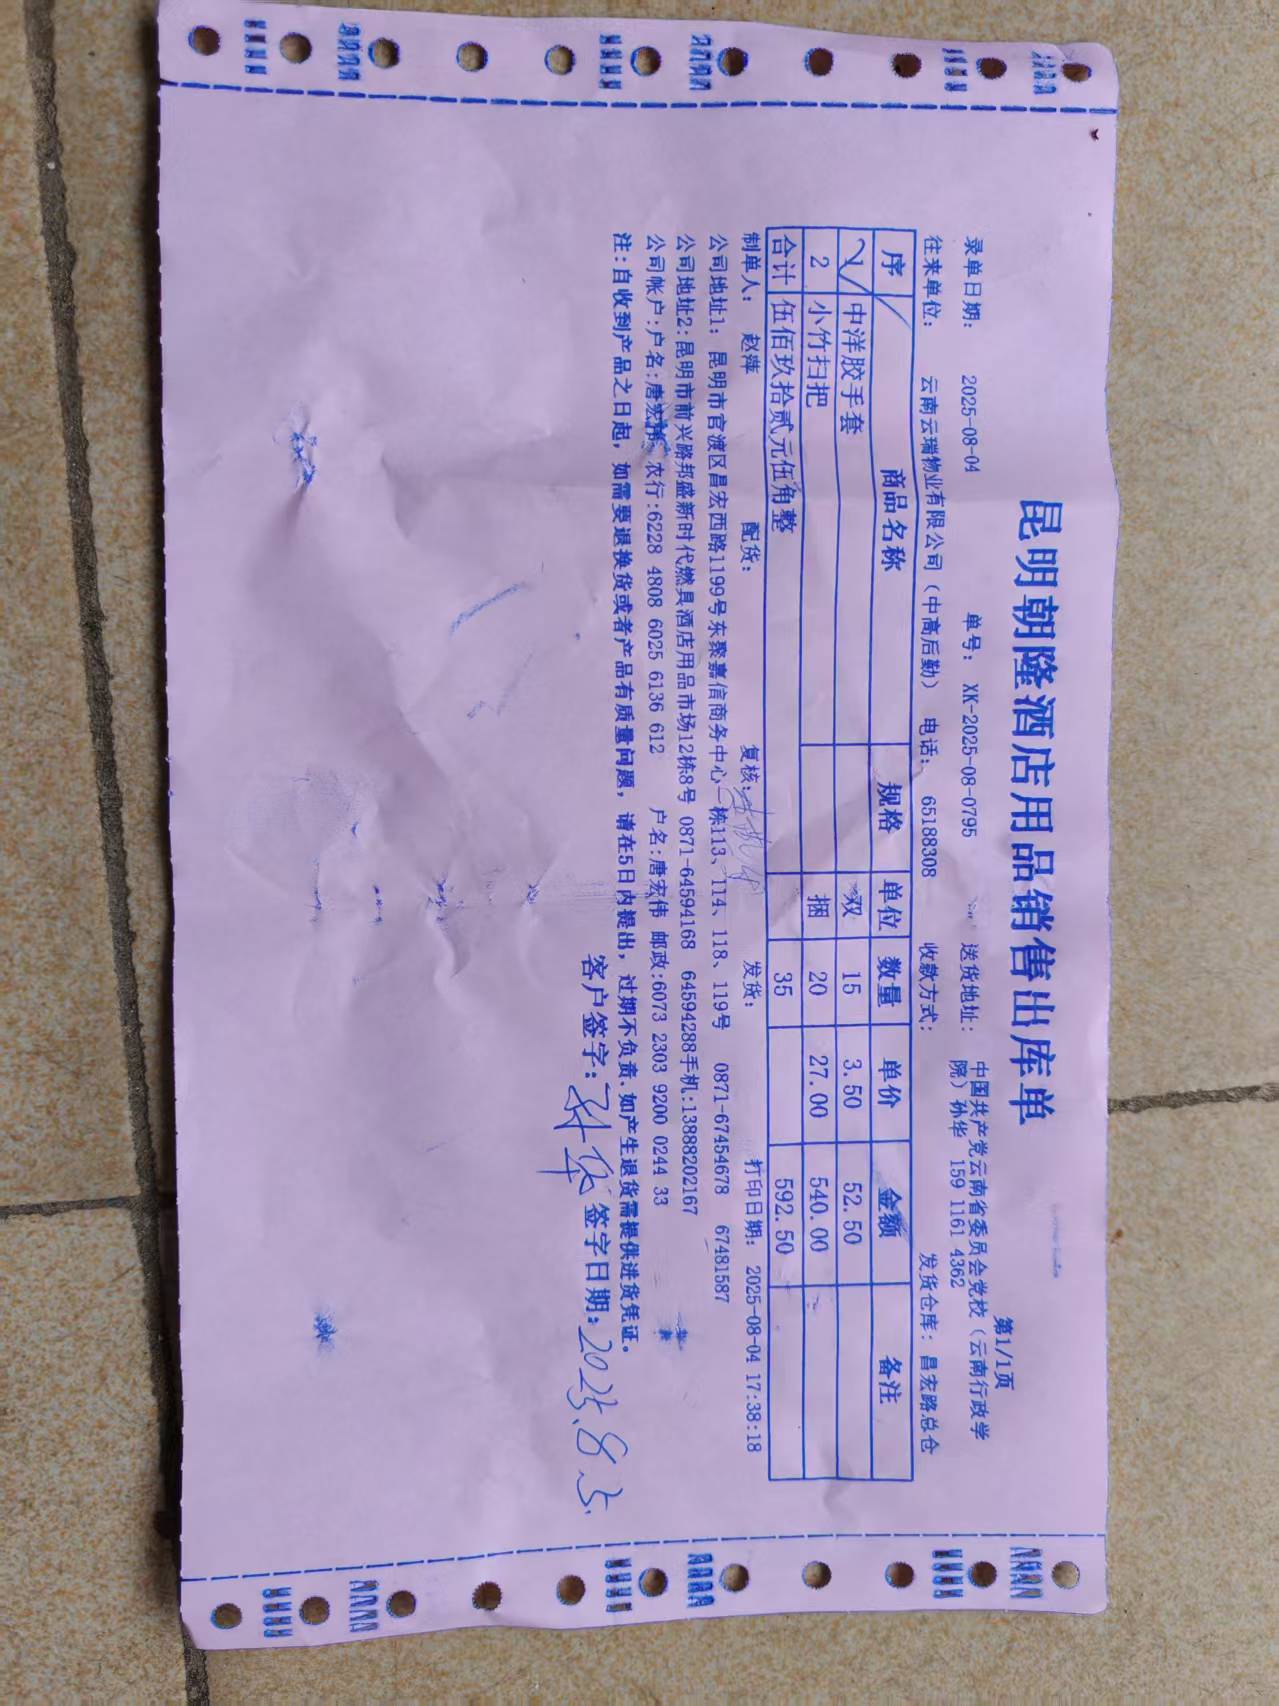 昆明朝隆酒店用品销售出库单
第1/1页
录单日期： 2025-08-04 单号： XK-2025-08-0795 送货地址： 中国共产党云南省委员会党校（云南行政学
院）孙华 159 1161 4362
往来单位： 云南云瑞物业有限公司（中高后勤） 电话： 65188308 收款方式： 发货仓库：昌宏路总仓
序 商品名称 规格 单位 数量 单价 金额 备注
中洋胶手套 双 15 3.50 52.50
2 小竹扫把 捆 20 27.00 540.00
合计 伍佰玖拾贰元伍角整 35 592.50
制单人： 赵萍 配货： 复核： 发货： 打印日期： 2025-08-04 17:38:18
公司地址1： 昆明市官渡区昌宏西路1199号东聚嘉信商务中心一栋113、114、118、119号 0871-67454678 67481587
公司地址2:昆明市前兴路邦盛新时代燃具酒店用品市场12栋8号 0871-64594168 64594288手机:13888202167
公司帐户:户名:唐宏伟 农行:6228 4808 6025 6136 612 户名:唐宏伟 邮政:6073 2303 9200 0244 33
注:自收到产品之日起，如需要退换货或者产品有质量问题，请在5日内提出，过期不负责.如产生退货需提供进货凭证。
客户签字: 孙华 签字日期: 2025.8.5.